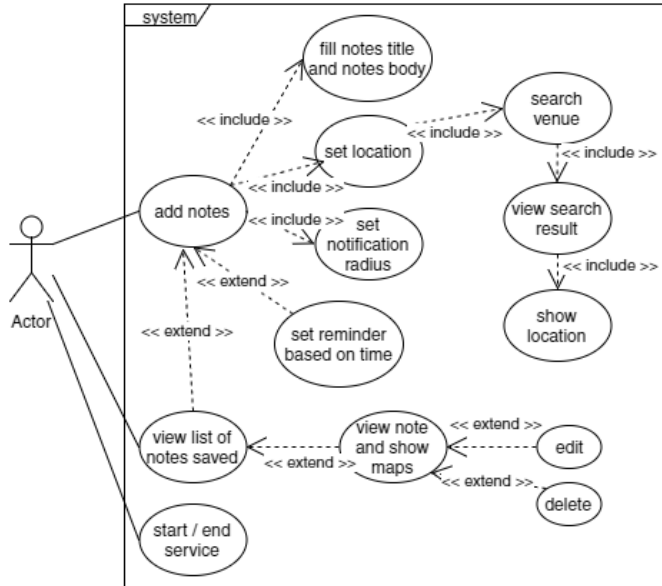 system
fill notes title
and notes body
<< include >>
search
venue
set location
<< include >>
<< include >>
<< include >>
add notes
<< include >>
view search
result
set
notification
radius
<< include >>
<< extend >>
Actor
set reminder
based on time
show
location
<< extend >>
view list of
notes saved
<< extend >>
view note
and show
maps
<< extend >>
edit
<< extend >>
delete
start / end
service